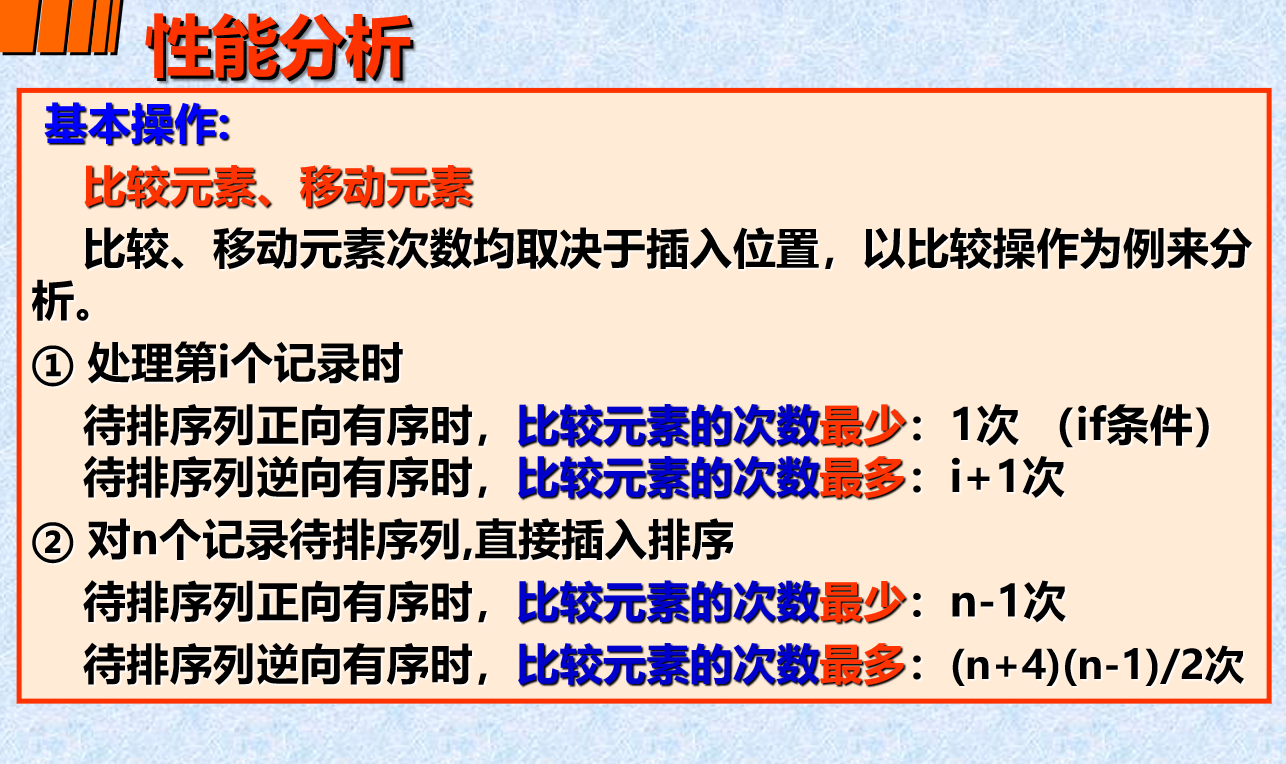 性能分析
基本操作:
比较元素、移动元素
比较、移动元素次数均取决于插入位置，以比较操作为例来分
析。
① 处理第i个记录时
待排序列正向有序时，比较元素的次数最少：1次 （if条件）
待排序列逆向有序时，比较元素的次数最多：i+1次
② 对n个记录待排序列,直接插入排序
待排序列正向有序时，比较元素的次数最少：n-1次
待排序列逆向有序时，比较元素的次数最多：(n+4)(n-1)/2次